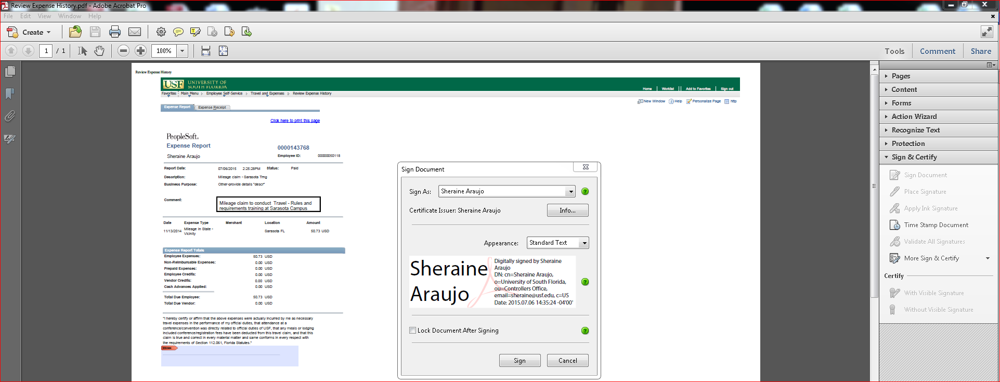 Review Expense History.pdf - Adobe Acrobat Pro
File Edit View Window Help
Create
1 / 1 100% Tools Comment Share
Review Expense History
USF UNIVERSITY OF
SOUTH FLORIDA
Home Worklist Add to Favorites Sign out
Favorites Main Menu > Employee Self-Service > Travel and Expenses > Review Expense History
New Window Help Personalize Page http
Expense Report Expense Receipt
Click here to print this page
PeopleSoft.
Expense Report 0000143768
Sheraine Araujo Employee ID: 00000050118
Report Date: 07/06/2015 2:25:28PM Status: Paid
Description: Mileage claim - Sarasota Trng
Business Purpose: Other-provide details "descr"
Comment: Mileage claim to conduct Travel - Rules and
requirements training at Sarasota Campus
Date Expense Type Merchant Location Amount
11/13/2014 Mileage in State - Sarasota FL 50.73 USD
Vicinity
Expense Report Totals
Employee Expenses: 50.73 USD
Non-Reimbursable Expenses: 0.00 USD
Prepaid Expenses: 0.00 USD
Employee Credits: 0.00 USD
Vendor Credits: 0.00 USD
Cash Advances Applied: 0.00 USD
Total Due Employee: 50.73 USD
Total Due Vendor: 0.00 USD
"I hereby certify or affirm that the above expenses were actually incurred by me as necessary
travel expenses in the performance of my official duties, that attendance at a
conference/convention was directly related to official duties of USF, that any meals or lodging
included conference/registration fees have been deducted from this travel claim, and that this
claim is true and correct in every material matter and same conforms in every respect with
the requirements of Section 112.061, Florida Statutes."
Sign Document
Sign As: Sheraine Araujo
Certificate Issuer: Sheraine Araujo Info...
Appearance: Standard Text
Sheraine
Araujo
Digitally signed by Sheraine
Araujo
DN: cn=Sheraine Araujo,
o=University of South Florida,
ou=Controllers Office,
email=sheraine@usf.edu, c=US
Date: 2015.07.06 14:35:24 -04'00'
Lock Document After Signing
Sign Cancel
Pages
Content
Forms
Action Wizard
Recognize Text
Protection
Sign & Certify
Sign Document
Place Signature
Apply Ink Signature
Time Stamp Document
Validate All Signatures
More Sign & Certify
Certify
With Visible Signature
Without Visible Signature